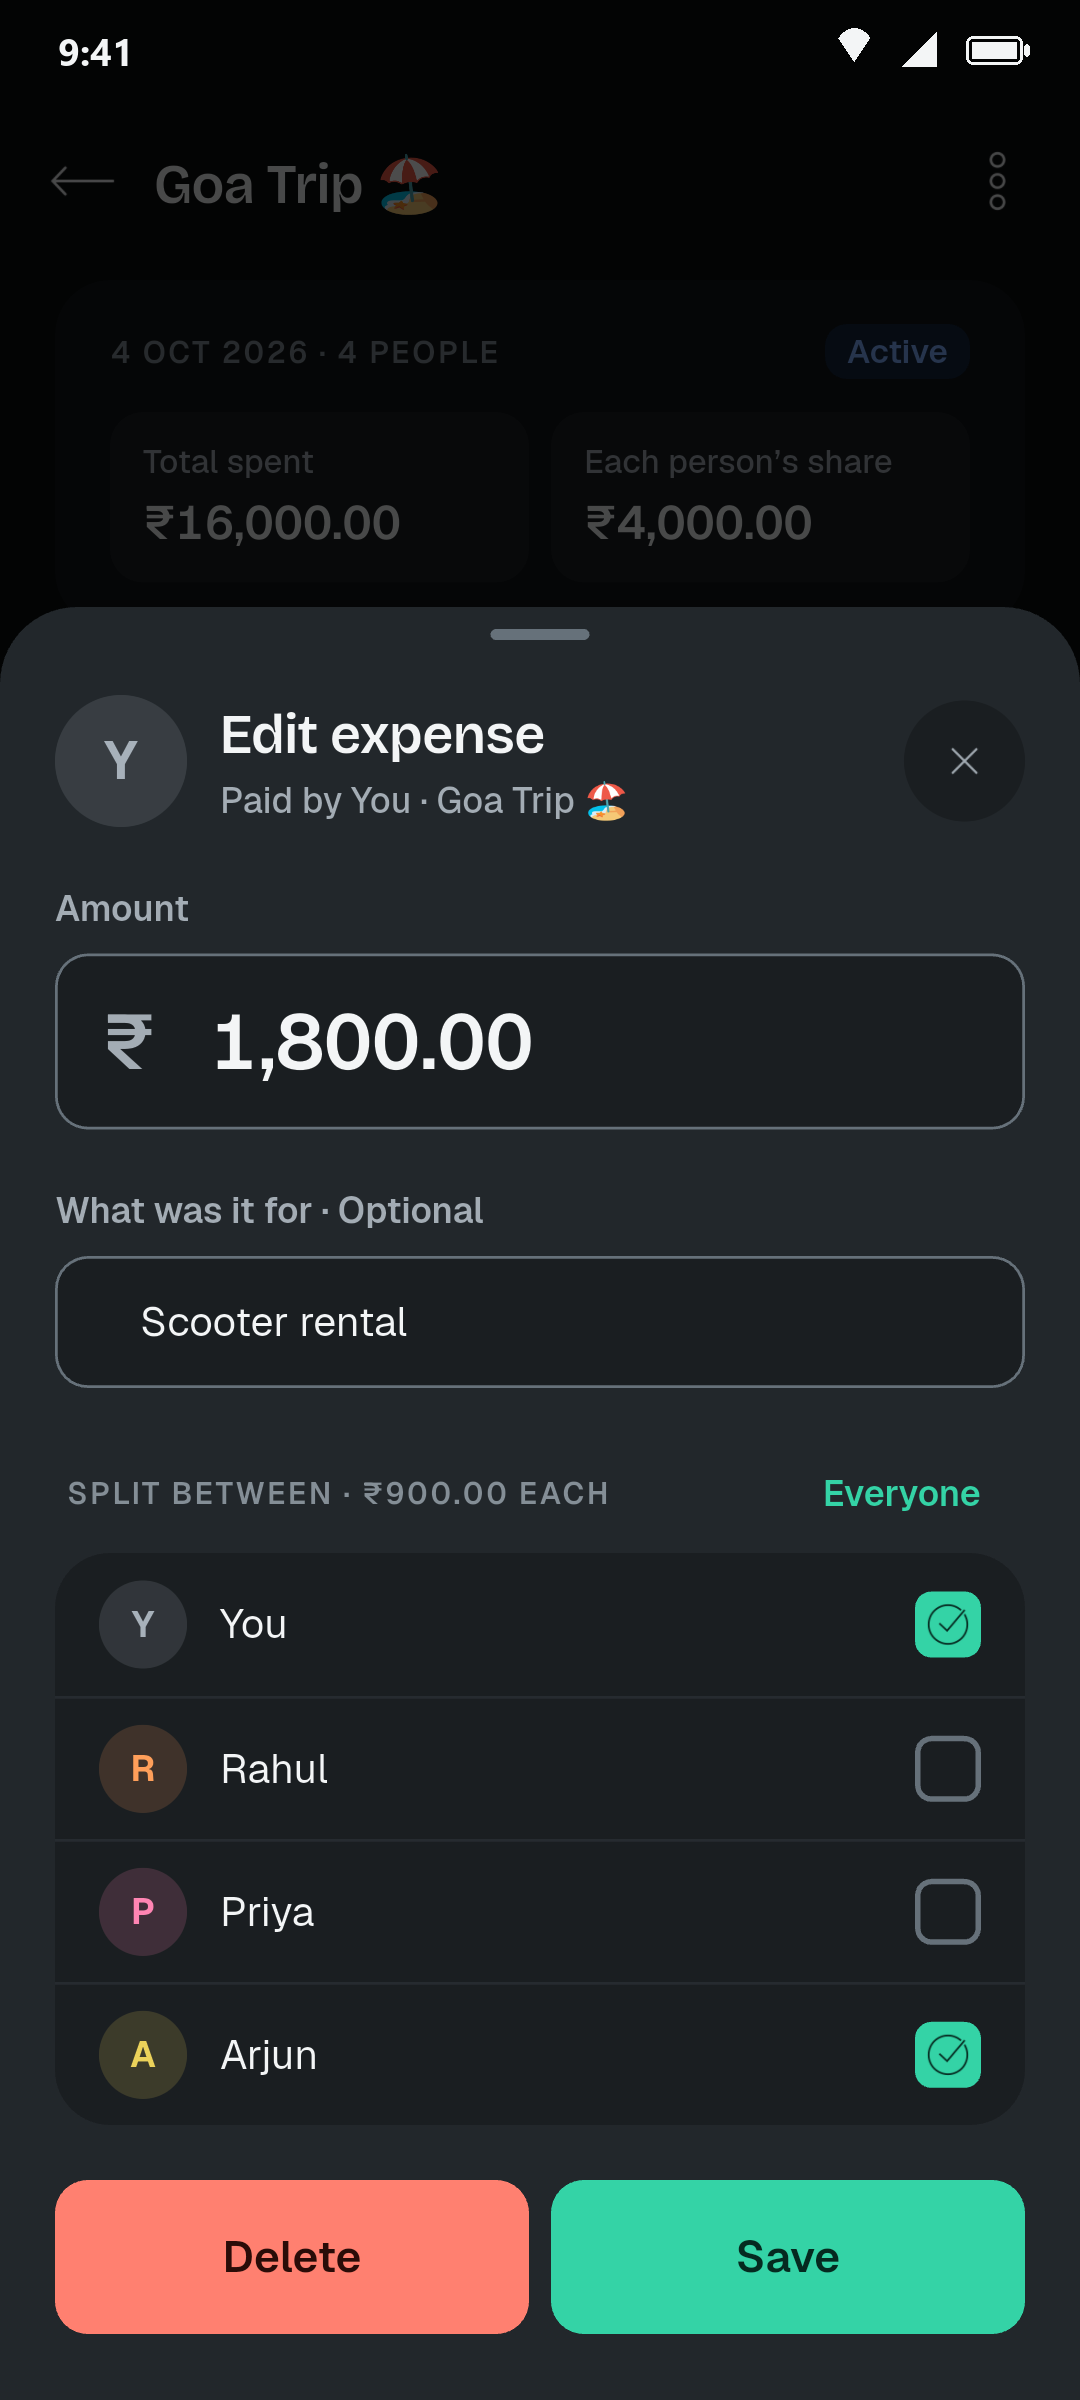 9:41
Goa Trip 🏖️
4 OCT 2026 · 4 PEOPLE
Active
Total spent
₹16,000.00
Each person’s share
₹4,000.00
Y
Edit expense
Paid by You · Goa Trip 🏖️
Amount
₹ 1,800.00
What was it for · Optional
Scooter rental
SPLIT BETWEEN · ₹900.00 EACH
Everyone
Y You
R Rahul
P Priya
A Arjun
Delete
Save